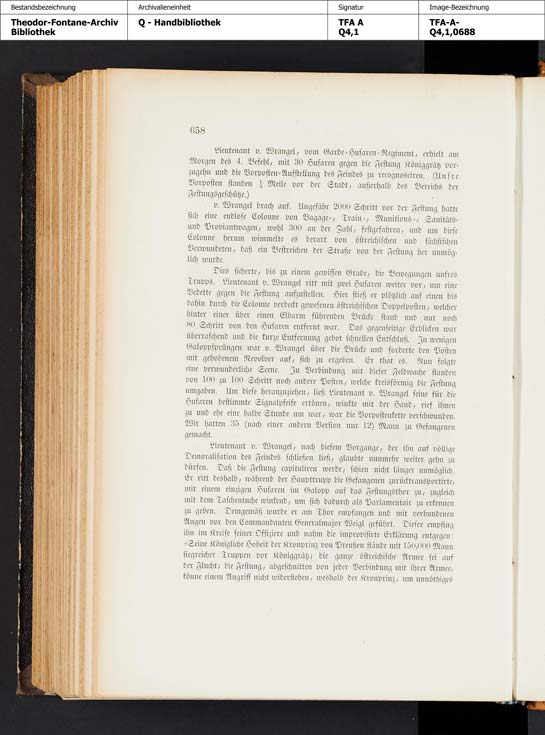 Bestandsbezeichnung Archivalieneinheit Signatur Image-Bezeichnung
Theodor-Fontane-Archiv Q - Handbibliothek TFA A TFA-A-
Bibliothek Q4,1 Q4,1,0688
658
Lieutenant v. Wrangel, vom Garde-Husaren-Regiment, erhielt am
Morgen des 4. Befehl, mit 30 Husaren gegen die Festung Königgrätz vor-
zugehn und die Vorposten-Aufstellung des Feindes zu recognosciren. (Unsre
Vorposten standen ¼ Meile vor der Stadt, außerhalb des Bereichs der
Festungsgeschütze.)
v. Wrangel brach auf. Ungefähr 2000 Schritt vor der Festung hatte
sich eine endlose Colonne von Bagage-, Train-, Munitions-, Sanitäts-
und Proviantwagen, wohl 300 an der Zahl, festgefahren, und um diese
Colonne herum wimmelte es derart von östreichischen und sächsischen
Verwundeten, daß ein Bestreichen der Straße von der Festung her unmög-
lich wurde.
Dies sicherte, bis zu einem gewissen Grade, die Bewegungen unsres
Trupps. Lieutenant v. Wrangel ritt mit zwei Husaren weiter vor, um eine
Vedette gegen die Festung aufzustellen. Hier stieß er plötzlich auf einen bis
dahin durch die Colonne verdeckt gewesenen östreichischen Doppelposten, welcher
hinter einer über einen Elbarm führenden Brücke stand und nur noch
80 Schritt von den Husaren entfernt war. Das gegenseitige Erblicken war
überraschend und die kurze Entfernung gebot schnellen Entschluß. In wenigen
Galoppsprüngen war v. Wrangel über die Brücke und forderte den Posten
mit gehobenem Revolver auf, sich zu ergeben. Er that es. Nun folgte
eine verwunderliche Scene. In Verbindung mit dieser Feldwache standen
von 100 zu 100 Schritt noch andere Posten, welche kreisförmig die Festung
umgaben. Um diese heranzuziehen, ließ Lieutenant v. Wrangel seine für die
Husaren bestimmte Signalpfeife ertönen, winkte mit der Hand, rief ihnen
zu und ehe eine halbe Stunde um war, war die Vorpostenkette verschwunden.
Wir hatten 35 (nach einer andern Version nur 12) Mann zu Gefangenen
gemacht.
Lieutenant v. Wrangel, nach diesem Vorgange, der ihn auf völlige
Demoralisation des Feindes schließen ließ, glaubte nunmehr weiter gehn zu
dürfen. Daß die Festung capituliren werde, schien nicht länger unmöglich.
Er ritt deshalb, während der Haupttrupp die Gefangenen zurücktransportirte,
mit einem einzigen Husaren im Galopp auf das Festungsthor zu, zugleich
mit dem Taschentuche winkend, um sich dadurch als Parlamentair zu erkennen
zu geben. Demgemäß wurde er am Thor empfangen und mit verbundenen
Augen vor den Commandanten Generalmajor Weigl geführt. Dieser empfing
ihn im Kreise seiner Offiziere und nahm die improvisirte Erklärung entgegen:
»Seine Königliche Hoheit der Kronprinz von Preußen stände mit 150,000 Mann
siegreicher Truppen vor Königgrätz; die ganze östreichische Armee sei auf
der Flucht; die Festung, abgeschnitten von jeder Verbindung mit ihrer Armee,
könne einem Angriff nicht widerstehen, weshalb der Kronprinz, um unnöthiges